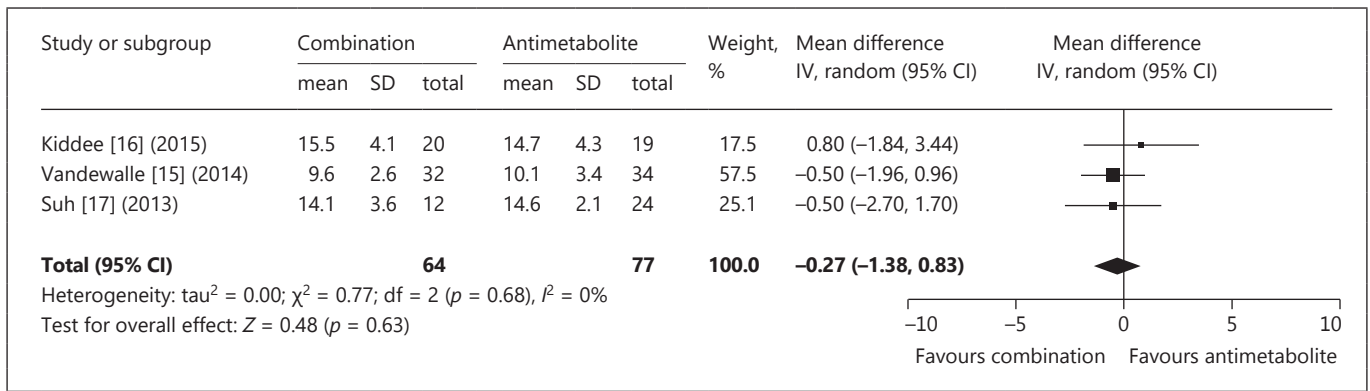 Study or subgroup Combination Antimetabolite Weight, % Mean difference IV, random (95% CI) Mean difference IV, random (95% CI)
mean SD total mean SD total
Kiddee [16] (2015) 15.5 4.1 20 14.7 4.3 19 17.5 0.80 (–1.84, 3.44)
Vandewalle [15] (2014) 9.6 2.6 32 10.1 3.4 34 57.5 –0.50 (–1.96, 0.96)
Suh [17] (2013) 14.1 3.6 12 14.6 2.1 24 25.1 –0.50 (–2.70, 1.70)
Total (95% CI) 64 77 100.0 –0.27 (–1.38, 0.83)
Heterogeneity: tau² = 0.00; χ² = 0.77; df = 2 (p = 0.68), I² = 0%
Test for overall effect: Z = 0.48 (p = 0.63)
–10 –5 0 5 10
Favours combination Favours antimetabolite